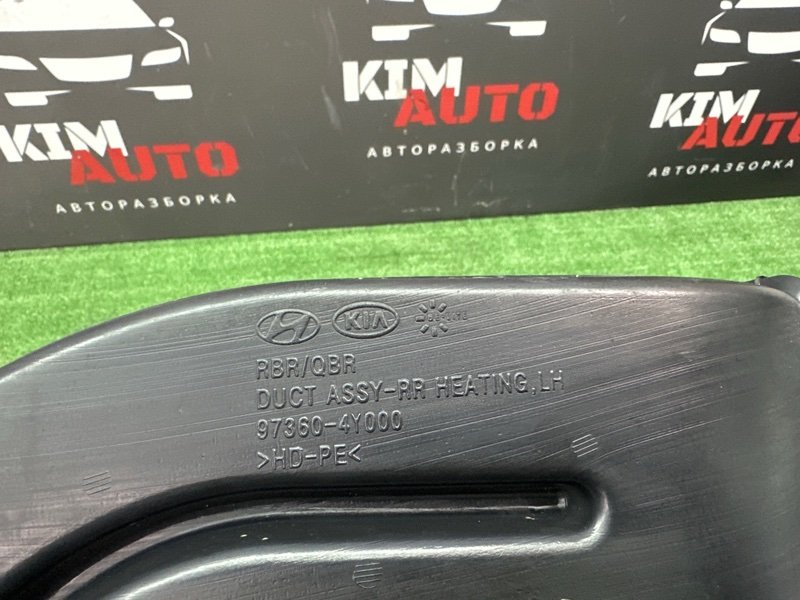 KIM AUTO
АВТОРАЗБОРКА
KIM AUTO
АВТОРАЗБОРКА
KIM AUTO
АВТОРАЗБОРКА
KIA
RBR/QBR
DUCT ASSY-RR HEATING,LH
97360-4Y000
>HD-PE<